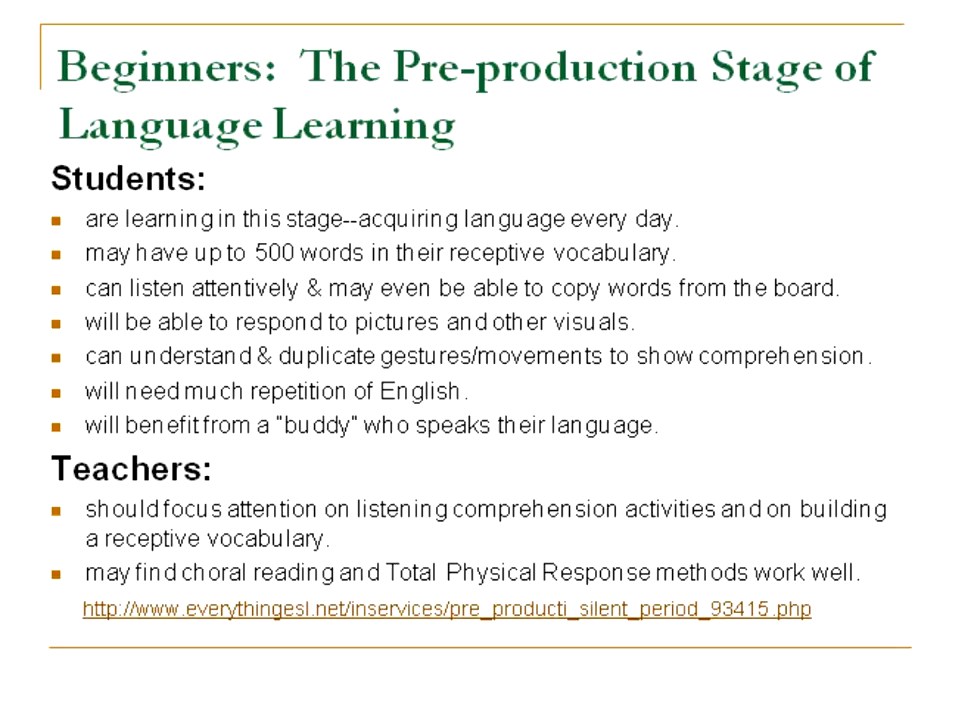 Beginners: The Pre-production Stage of
Language Learning
Students:
are learning in this stage--acquiring language every day.
may have up to 500 words in their receptive vocabulary.
can listen attentively & may even be able to copy words from the board.
will be able to respond to pictures and other visuals.
can understand & duplicate gestures/movements to show comprehension.
will need much repetition of English.
will benefit from a "buddy" who speaks their language.
Teachers:
should focus attention on listening comprehension activities and on building
a receptive vocabulary.
may find choral reading and Total Physical Response methods work well.
http://www.everythingesl.net/inservices/pre_producti_silent_period_93415.php